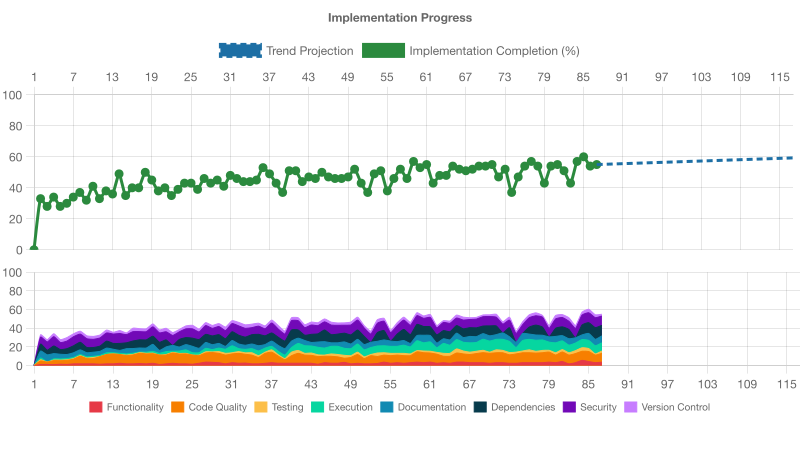 Implementation Progress
Trend Projection Implementation Completion (%)
1 7 13 19 25 31 37 43 49 55 61 67 73 79 85 91 97 103 109 115
100
80
60
40
20
0
100
80
60
40
20
0
1 7 13 19 25 31 37 43 49 55 61 67 73 79 85 91 97 103 109 115
Functionality Code Quality Testing Execution Documentation Dependencies Security Version Control